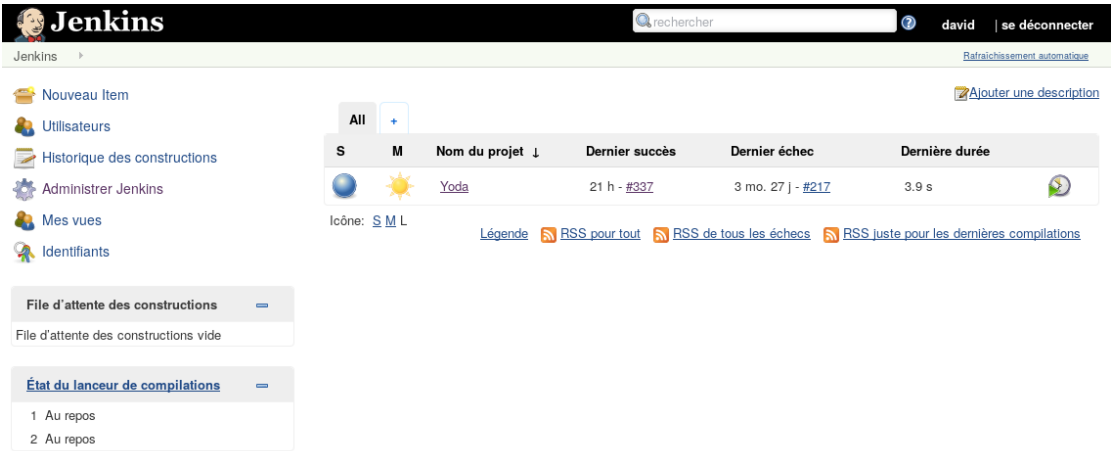 Jenkins
rechercher
david | se déconnecter
Jenkins
Rafraîchissement automatique
Nouveau Item
Utilisateurs
Historique des constructions
Administrer Jenkins
Mes vues
Identifiants
File d'attente des constructions
File d'attente des constructions vide
État du lanceur de compilations
1 Au repos
2 Au repos
Ajouter une description
All +
S M Nom du projet ↓ Dernier succès Dernier échec Dernière durée
Yoda 21 h - #337 3 mo. 27 j - #217 3.9 s
Icône: S M L
Légende RSS pour tout RSS de tous les échecs RSS juste pour les dernières compilations